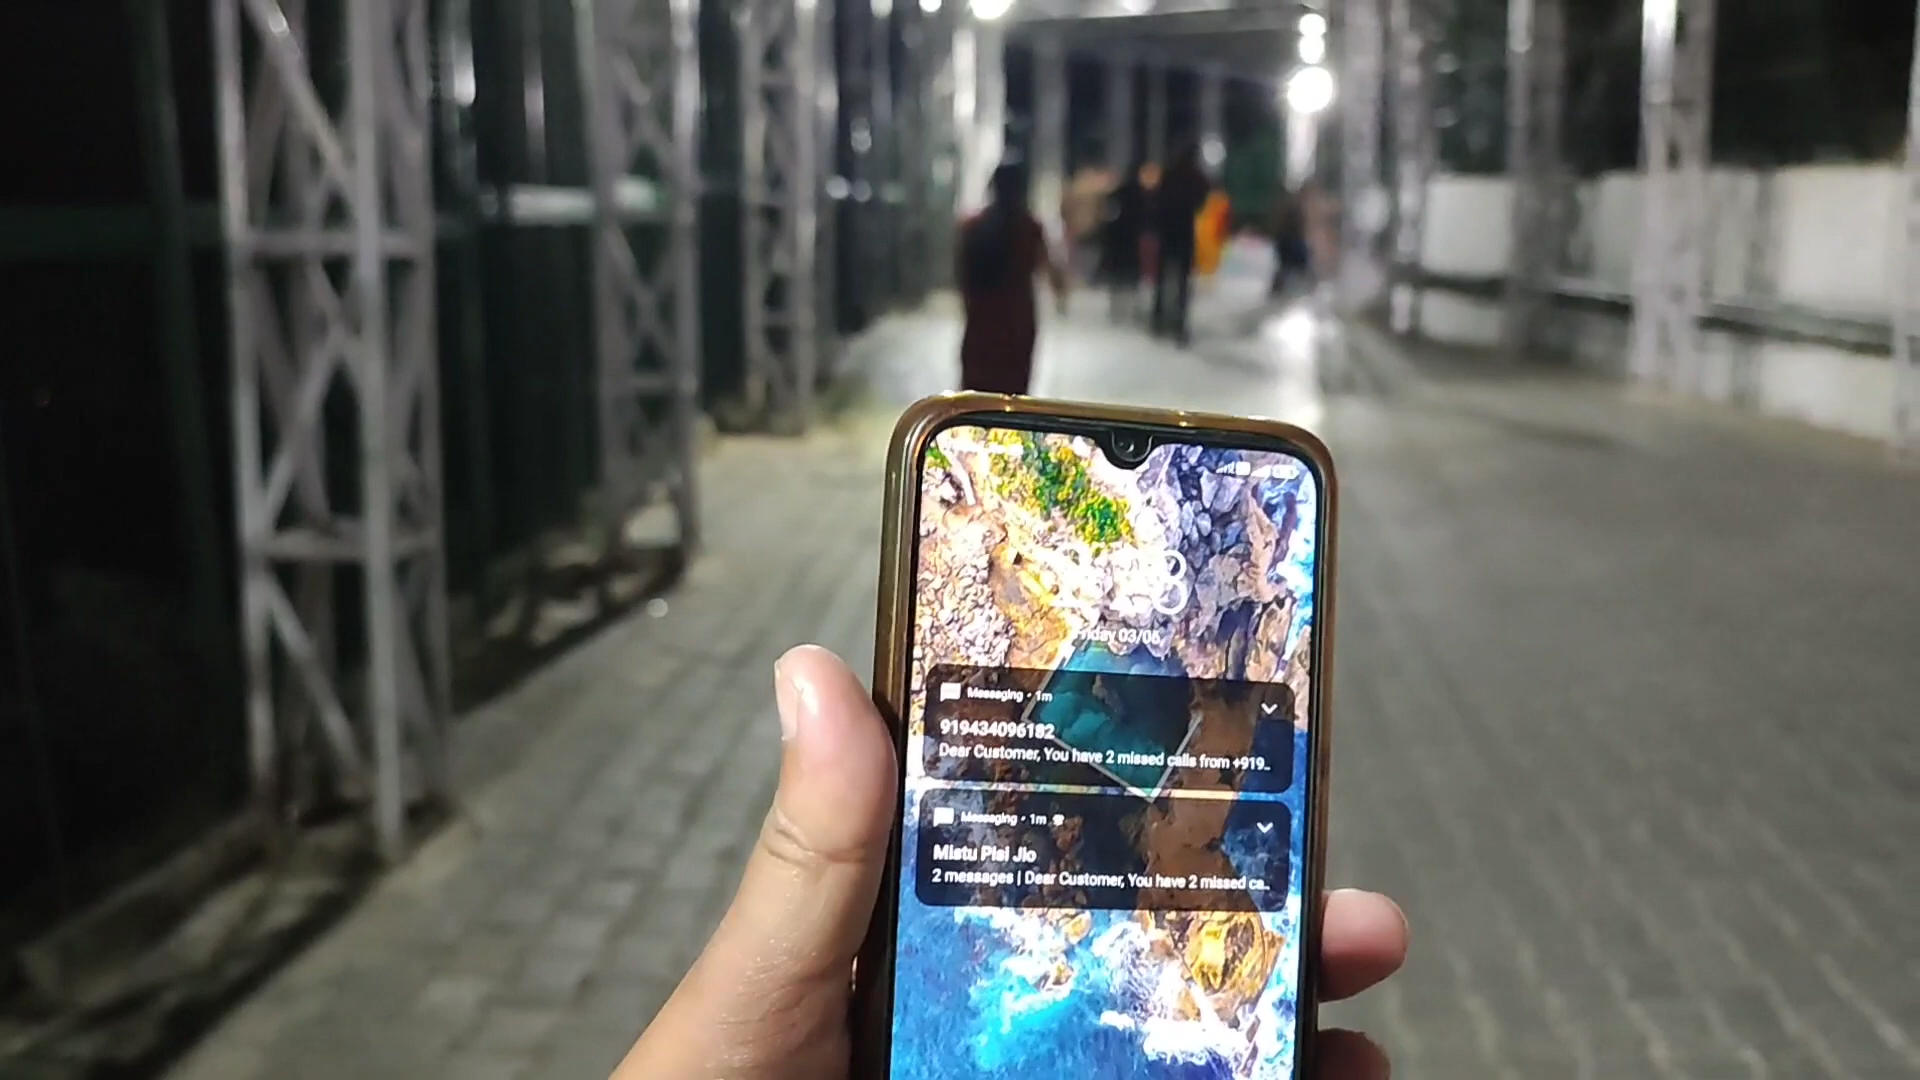 Friday 03/06
Messaging • 1m
919434096182
Dear Customer, You have 2 missed calls from +919..
Messaging • 1m
Mistu Pisi Jio
2 messages | Dear Customer, You have 2 missed ca..